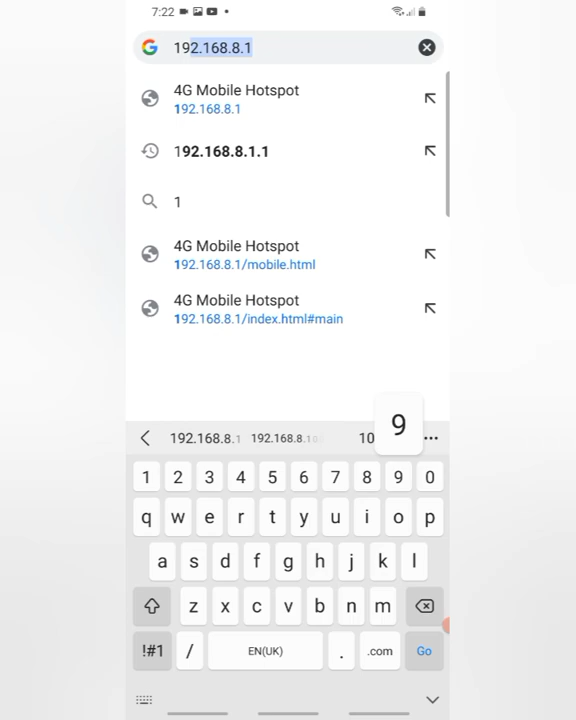 7:22
192.168.8.1
4G Mobile Hotspot
192.168.8.1
192.168.8.1.1
1
4G Mobile Hotspot
192.168.8.1/mobile.html
4G Mobile Hotspot
192.168.8.1/index.html#main
9
192.168.8.1 192.168.8.1 10
1 2 3 4 5 6 7 8 9 0
q w e r t y u i o p
a s d f g h j k l
z x c v b n m
!#1 / EN(UK) . .com Go